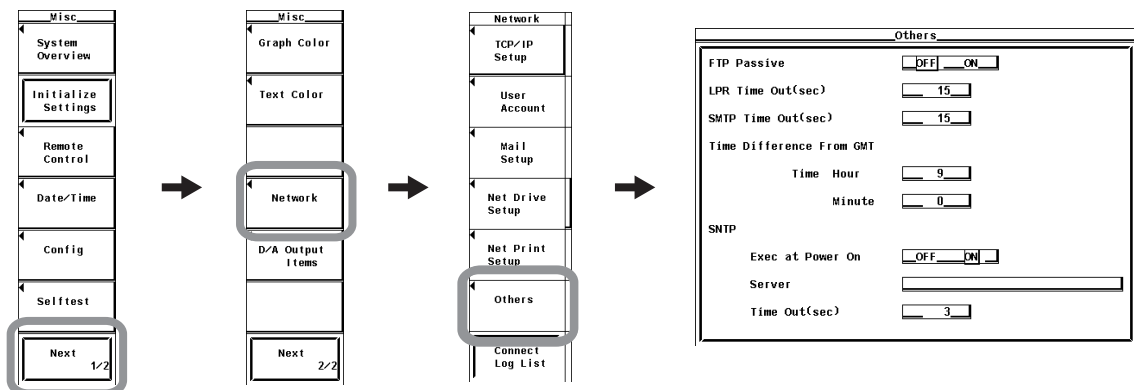 Misc
System
Overview
Initialize
Settings
Remote
Control
Date/Time
Config
Selftest
Next
1/2
Misc
Graph Color
Text Color
Network
D/A Output
Items
Next
2/2
Network
TCP/IP
Setup
User
Account
Mail
Setup
Net Drive
Setup
Net Print
Setup
Others
Connect
Log List
Others
FTP Passive OFF ON
LPR Time Out(sec) 15
SMTP Time Out(sec) 15
Time Difference From GMT
Time Hour 9
Minute 0
SNTP
Exec at Power On OFF ON
Server
Time Out(sec) 3